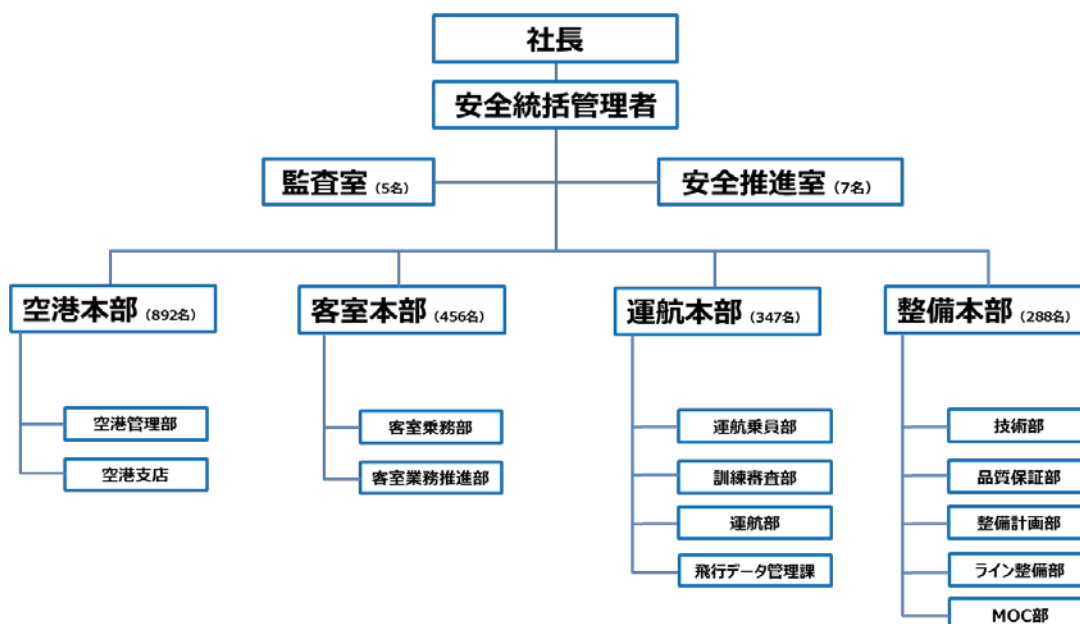 社長
安全統括管理者
監査室（5名）
安全推進室（7名）
空港本部（892名）
客室本部（456名）
運航本部（347名）
整備本部（288名）
空港管理部
空港支店
客室乗務部
客室業務推進部
運航乗員部
訓練審査部
運航部
飛行データ管理課
技術部
品質保証部
整備計画部
ライン整備部
MOC部